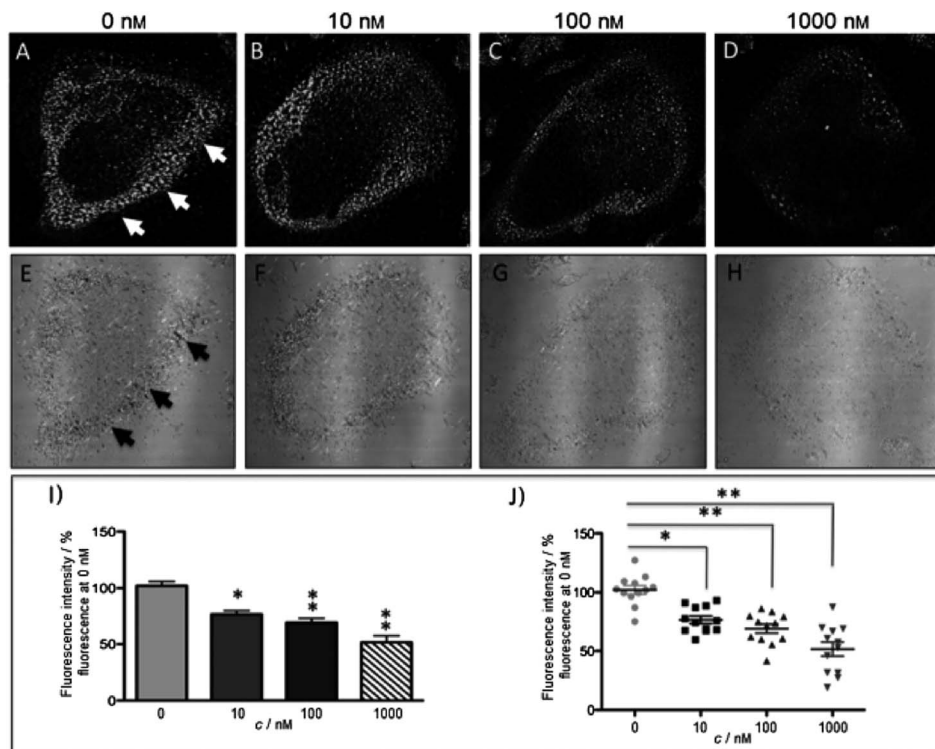 0 nM 10 nM 100 nM 1000 nM
A B C D
E F G H
I)
Fluorescence intensity / %
fluorescence at 0 nM
150
100
50
0
*
**
**
0 10 100 1000
c / nM
J)
Fluorescence intensity / %
fluorescence at 0 nM
150
100
50
0
**
**
*
0 10 100 1000
c / nM